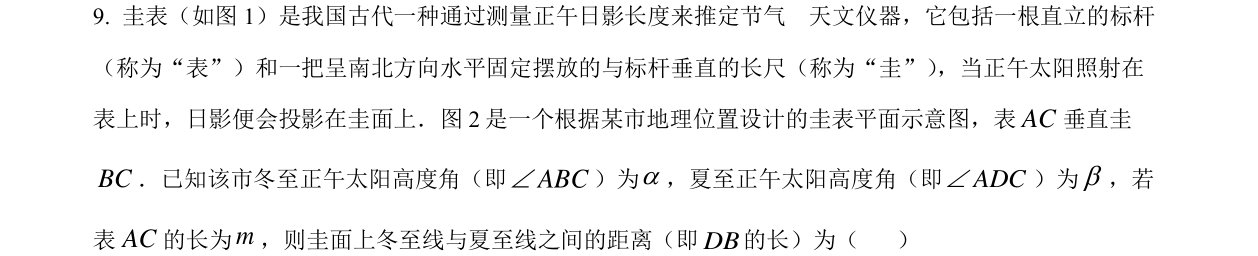 9. 圭表（如图 1）是我国古代一种通过测量正午日影长度来推定节气　天文仪器，它包括一根直立的标杆
（称为“表”）和一把呈南北方向水平固定摆放的与标杆垂直的长尺（称为“圭”），当正午太阳照射在
表上时，日影便会投影在圭面上．图 2 是一个根据某市地理位置设计的圭表平面示意图，表 AC 垂直圭
BC．已知该市冬至正午太阳高度角（即∠ABC）为α，夏至正午太阳高度角（即∠ADC）为β，若
表 AC 的长为m，则圭面上冬至线与夏至线之间的距离（即 DB 的长）为（　　）